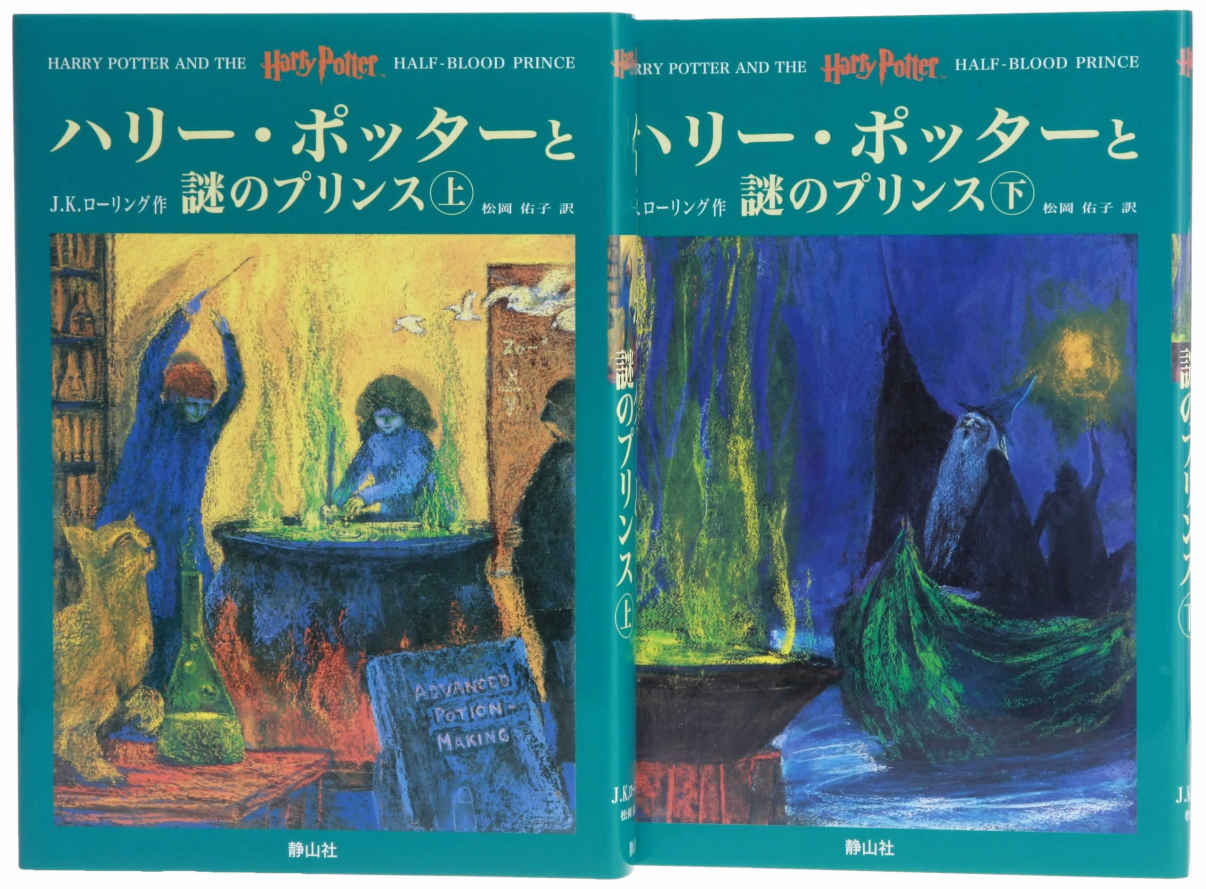 HARRY POTTER AND THE Harry Potter HALF-BLOOD PRINCE
ハリー・ポッターと
謎のプリンス上
J.K.ローリング作
松岡 佑子 訳
ADVANCED
POTION-
MAKING
静山社
謎のプリンス 上
RRY POTTER AND THE Harry Potter HALF-BLOOD PRINCE
ハリー・ポッターと
謎のプリンス下
ローリング作
松岡 佑子 訳
静山社